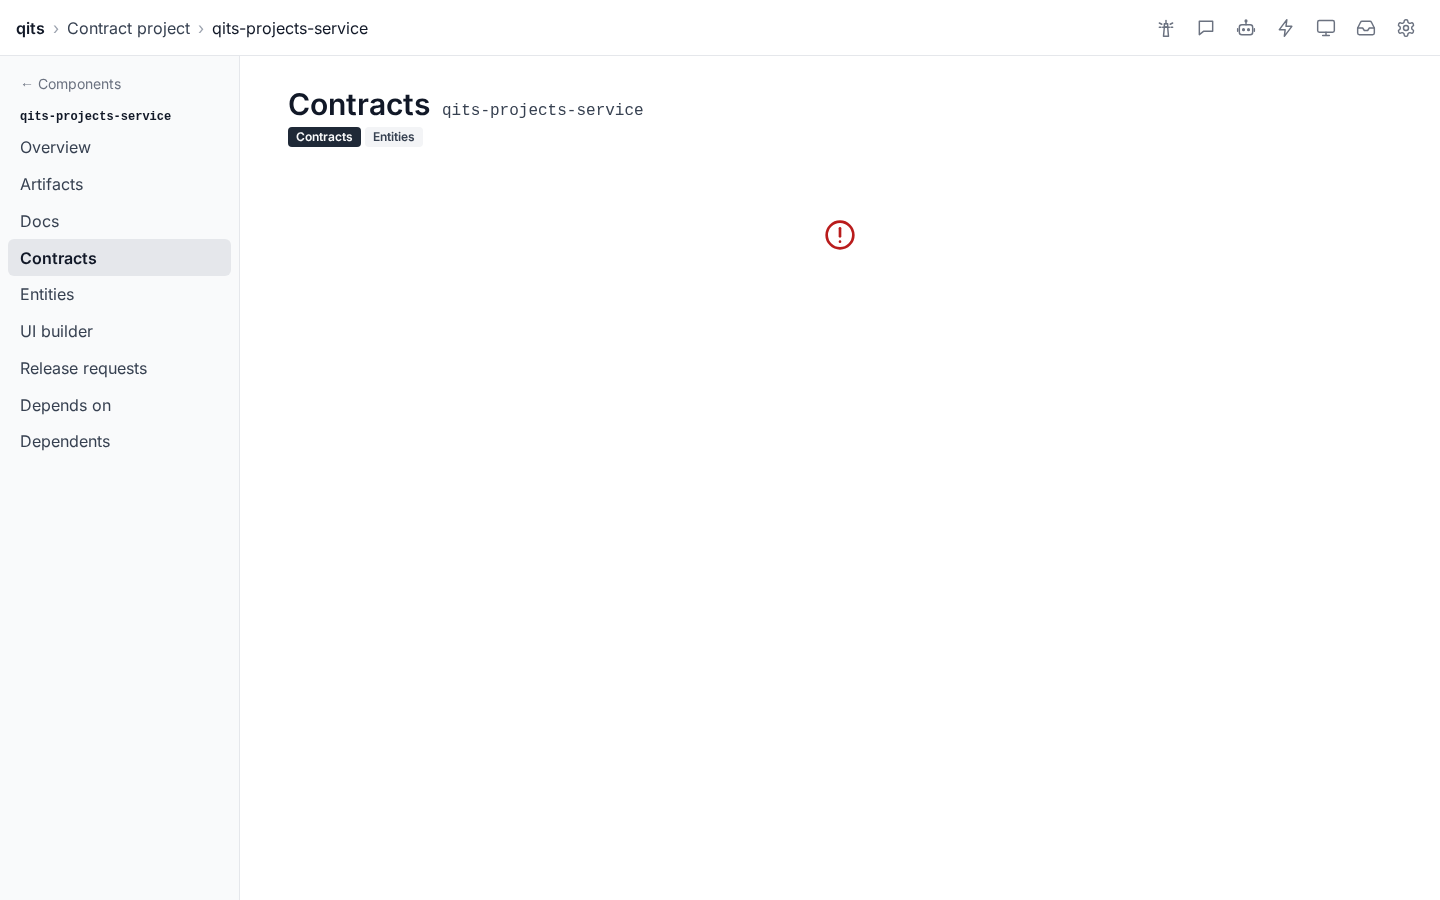 qits › Contract project › qits-projects-service
← Components
qits-projects-service
Overview
Artifacts
Docs
Contracts
Entities
UI builder
Release requests
Depends on
Dependents
Contracts qits-projects-service
Contracts Entities